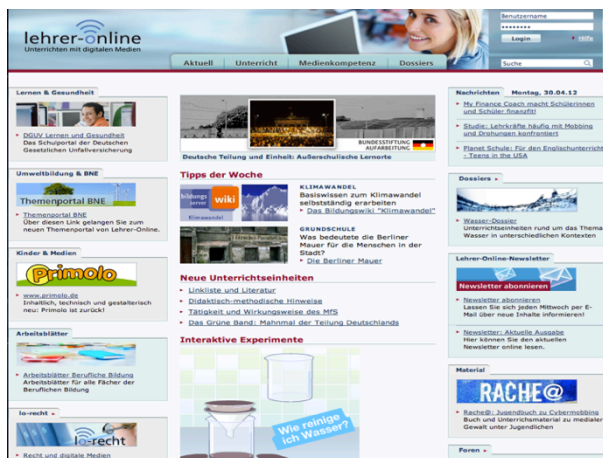 lehrer-online
Unterrichten mit digitalen Medien
Benutzername
Login
Hilfe
Suche
Aktuell
Unterricht
Medienkompetenz
Dossiers
Lernen & Gesundheit
DGUV Lernen und Gesundheit
Das Schulportal der Deutschen
Gesetzlichen Unfallversicherung
Umweltbildung & BNE
Themenportal BNE
Themenportal BNE
Über diesen Link gelangen Sie zum
neuen Themenportal von Lehrer-Online.
Kinder & Medien
Primolo
www.primolo.de
Inhaltlich, technisch und gestalterisch
neu: Primolo ist zurück!
Arbeitsblätter
Arbeitsblätter Berufliche Bildung
Arbeitsblätter für alle Fächer der
Beruflichen Bildung
lo-recht
lo-recht
Recht und digitale Medien
BUNDESSTIFTUNG
AUFARBEITUNG
Deutsche Teilung und Einheit: Außerschulische Lernorte
Tipps der Woche
bildungs
server
wiki
Klimawandel
KLIMAWANDEL
Basiswissen zum Klimawandel
selbstständig erarbeiten
Das Bildungswiki "Klimawandel"
GRUNDSCHULE
Was bedeutete die Berliner
Mauer für die Menschen in der
Stadt?
Die Berliner Mauer
Neue Unterrichtseinheiten
Linkliste und Literatur
Didaktisch-methodische Hinweise
Tätigkeit und Wirkungsweise des MfS
Das Grüne Band: Mahnmal der Teilung Deutschlands
Interaktive Experimente
Wie reinige
ich Wasser?
Nachrichten Montag, 30.04.12
My Finance Coach macht Schülerinnen
und Schüler finanzfit!
Studie: Lehrkräfte häufig mit Mobbing
und Drohungen konfrontiert
Planet Schule: Für den Englischunterricht
- Teens in the USA
Dossiers
Wasser-Dossier
Unterrichtseinheiten rund um das Thema
Wasser in unterschiedlichen Kontexten
Lehrer-Online-Newsletter
Newsletter abonnieren
Newsletter abonnieren
Lassen Sie sich jeden Mittwoch per E-
Mail über neue Inhalte informieren!
Newsletter: Aktuelle Ausgabe
Hier können Sie den aktuellen
Newsletter online lesen.
Material
RACHE@
Rache@: Jugendbuch zu Cybermobbing
Buch und Unterrichtsmaterial zu medialer
Gewalt unter Jugendlichen
Foren